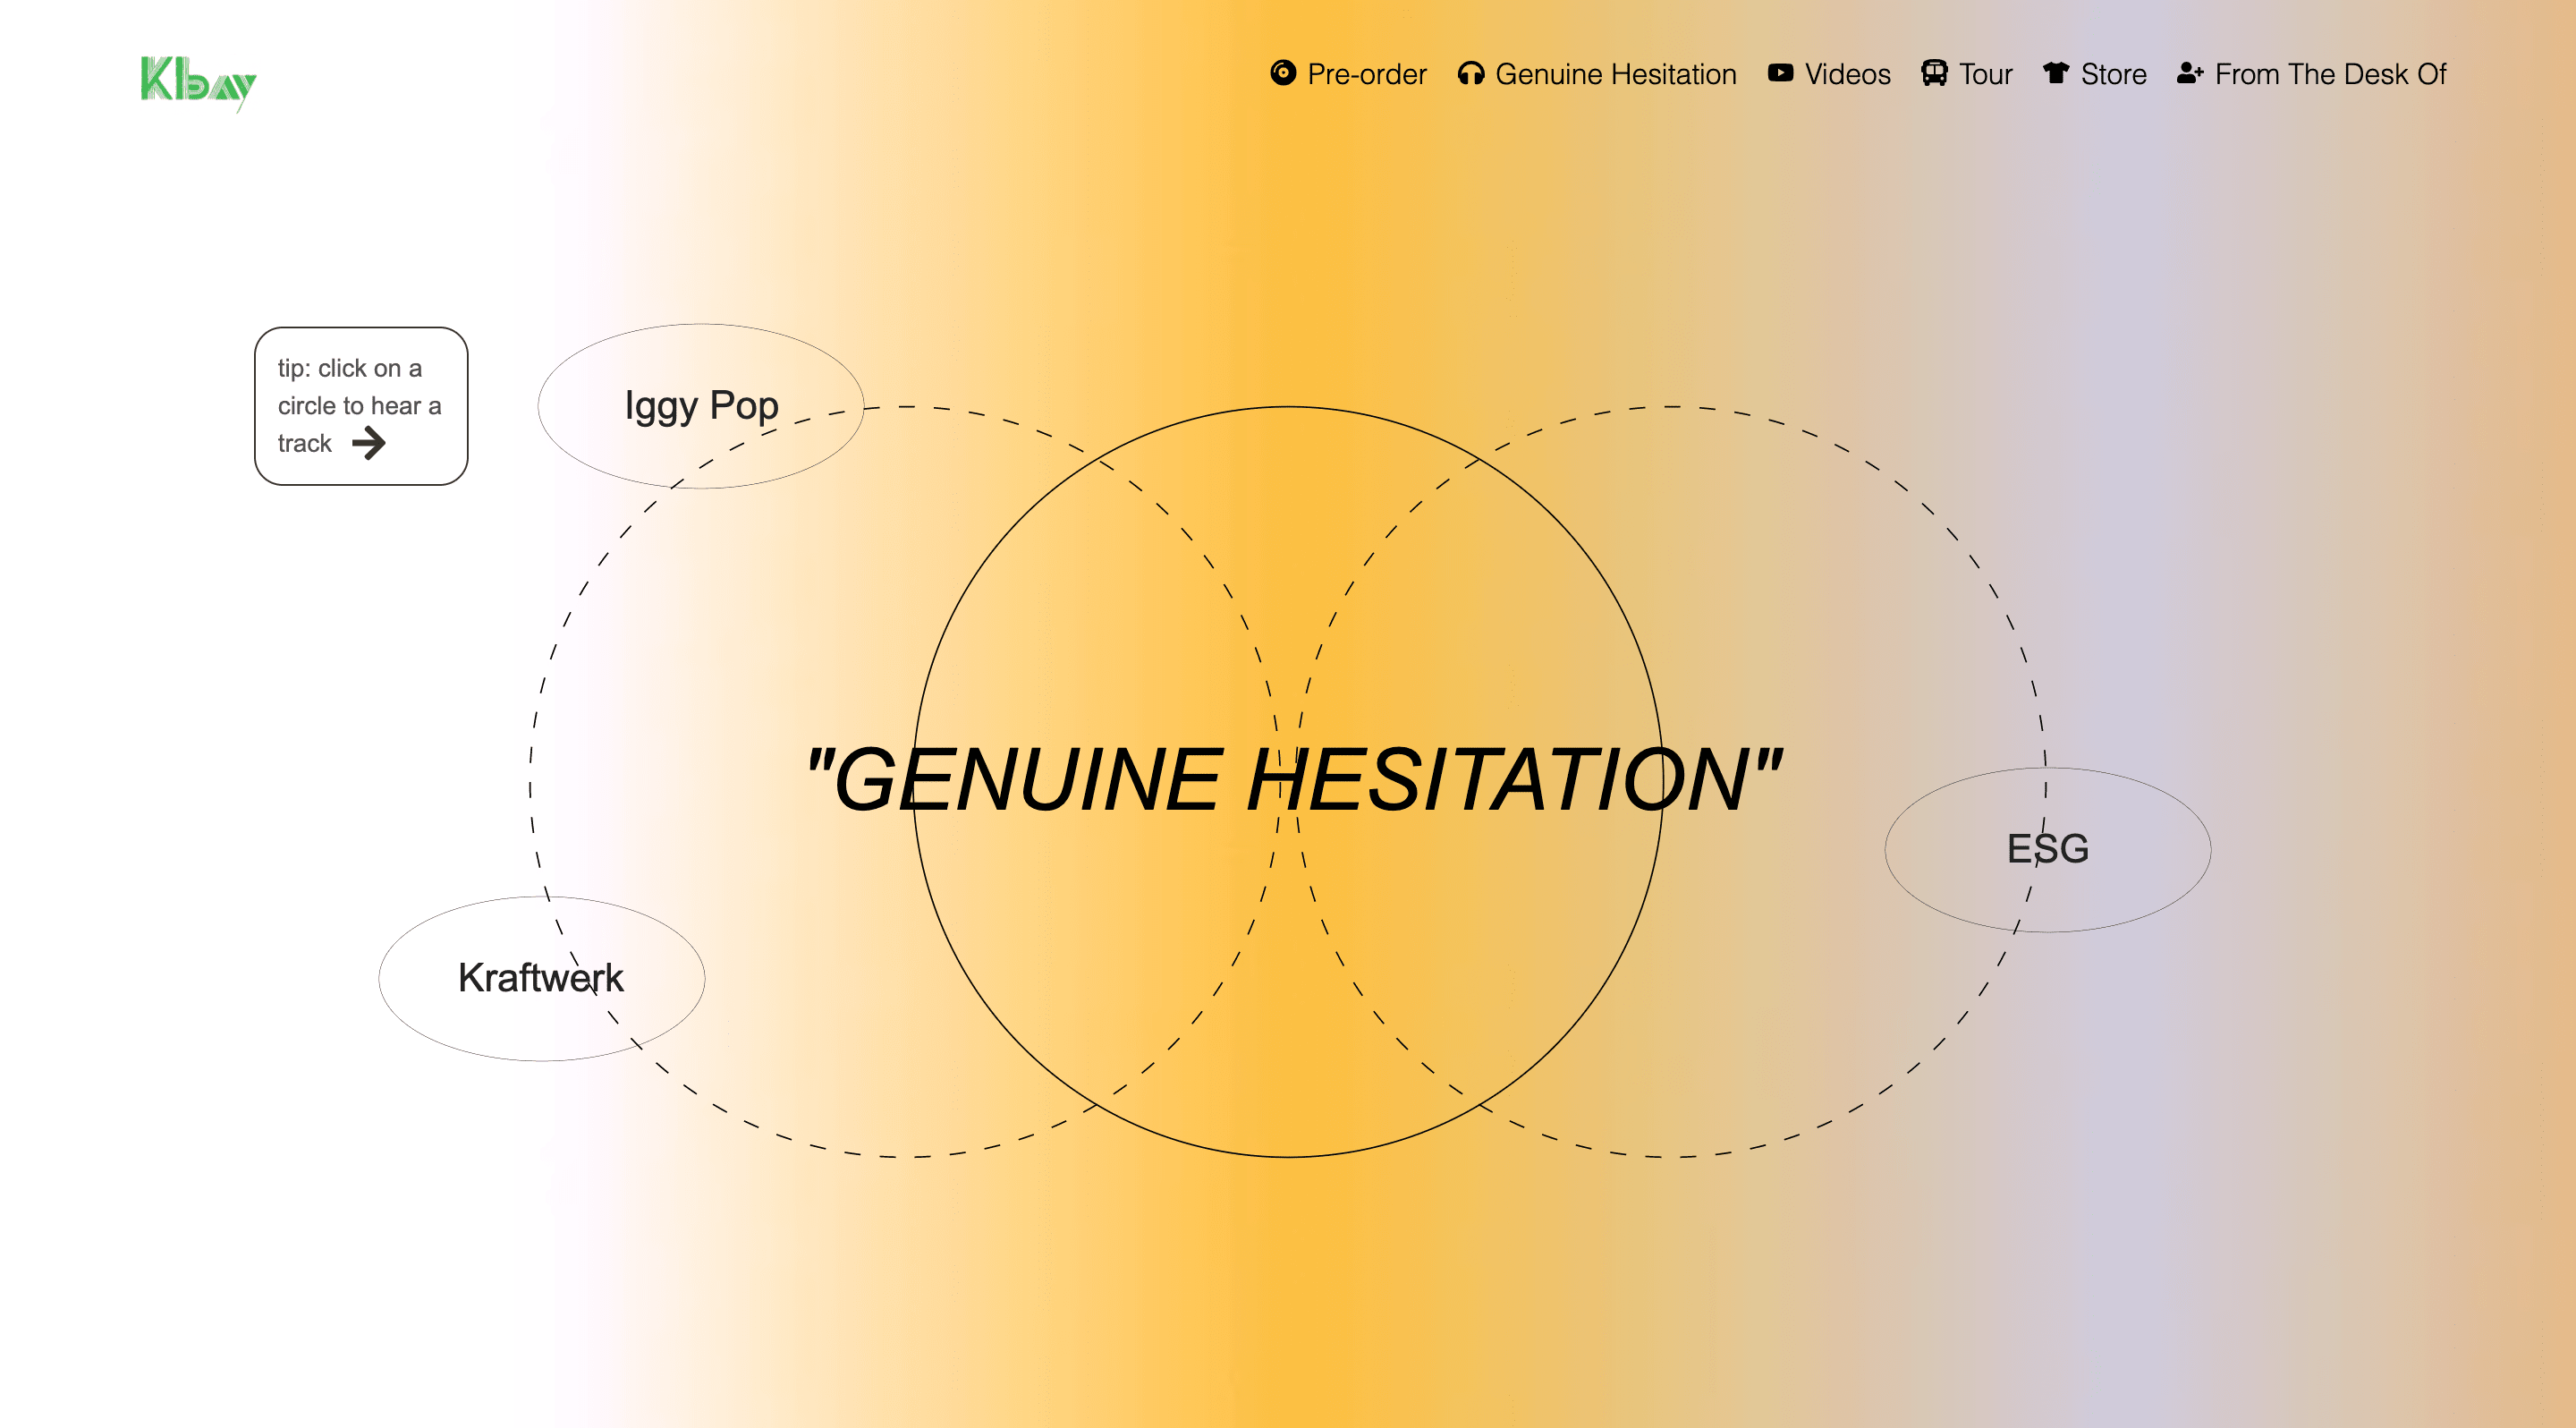 Kbay
Pre-order Genuine Hesitation Videos Tour Store From The Desk Of
tip: click on a
circle to hear a
track
Iggy Pop
"GENUINE HESITATION"
ESG
Kraftwerk